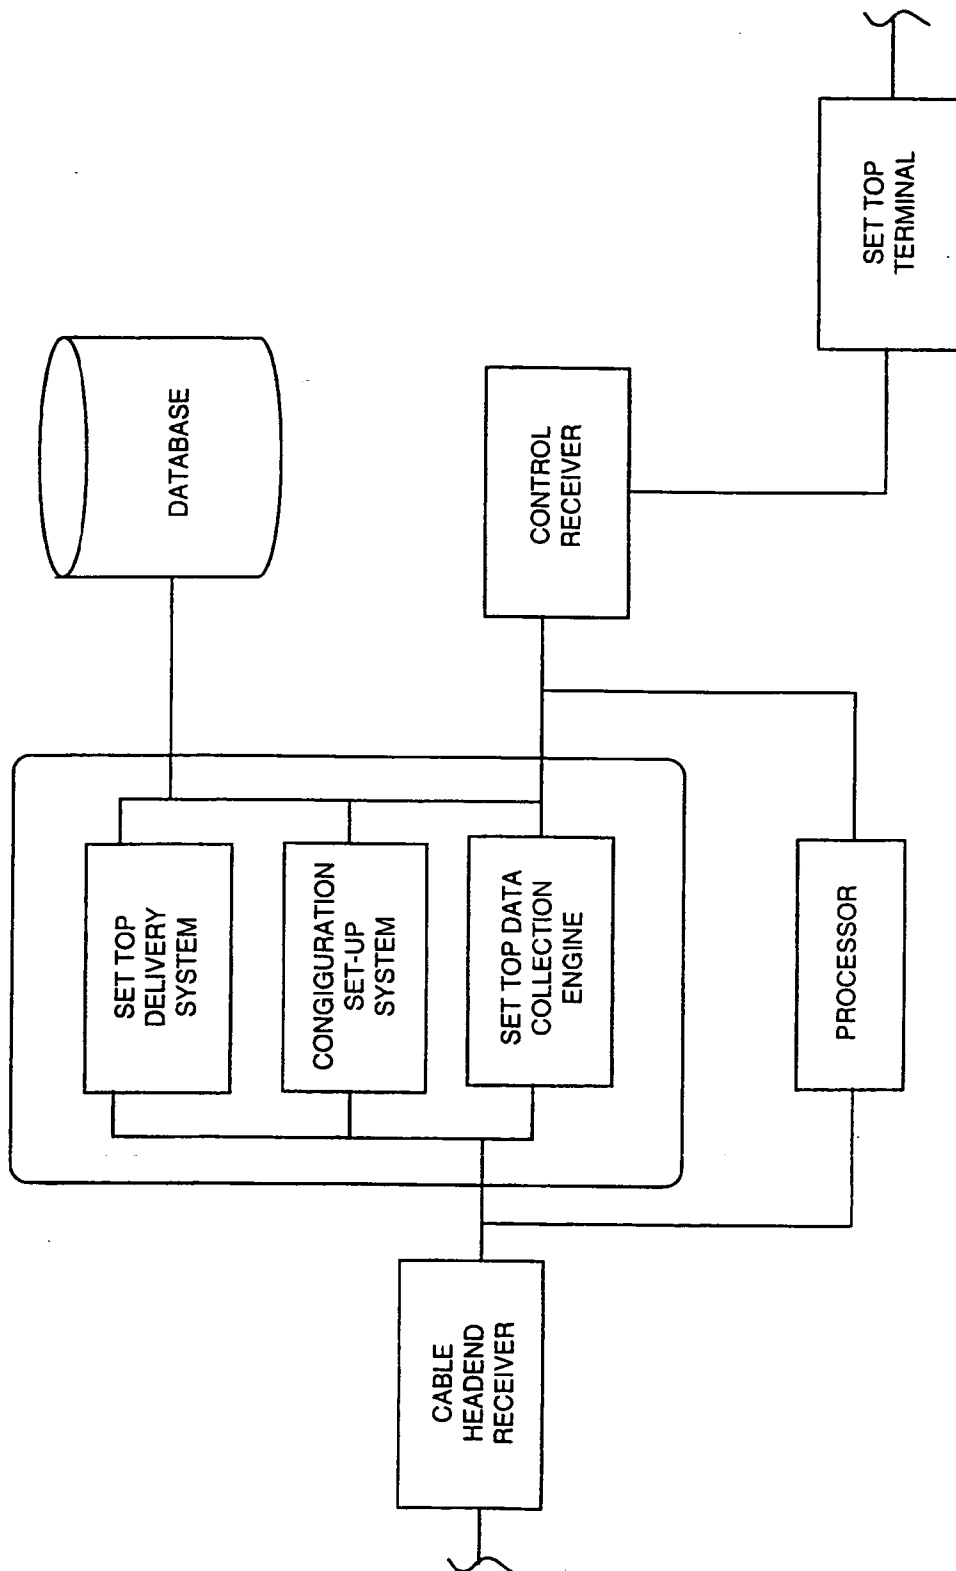 DATABASE
SET TOP
DELIVERY
SYSTEM
CONGIGURATION
SET-UP
SYSTEM
SET TOP DATA
COLLECTION
ENGINE
CABLE
HEADEND
RECEIVER
CONTROL
RECEIVER
PROCESSOR
SET TOP
TERMINAL